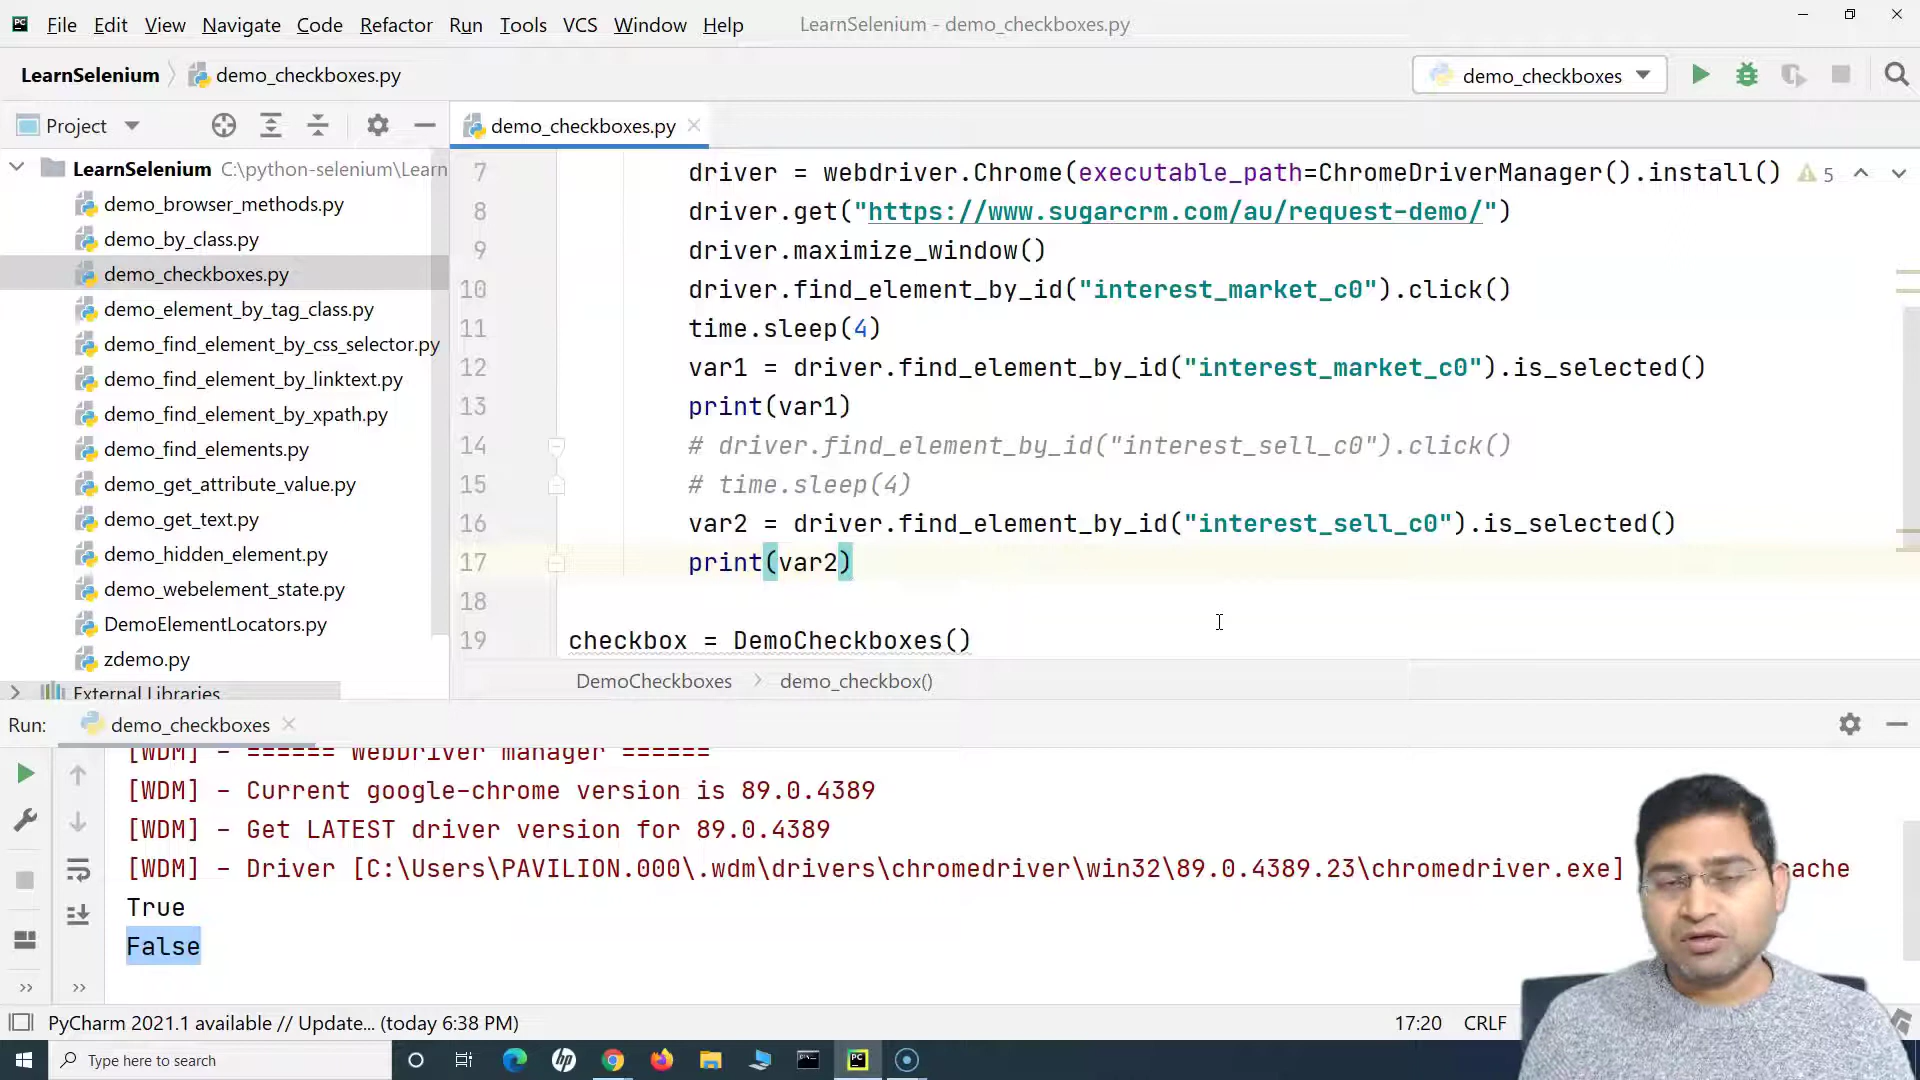 File Edit View Navigate Code Refactor Run Tools VCS Window Help LearnSelenium - demo_checkboxes.py
LearnSelenium demo_checkboxes.py demo_checkboxes
Project demo_checkboxes.py
LearnSelenium C:\python-selenium\Learn
demo_browser_methods.py
demo_by_class.py
demo_checkboxes.py
demo_element_by_tag_class.py
demo_find_element_by_css_selector.py
demo_find_element_by_linktext.py
demo_find_element_by_xpath.py
demo_find_elements.py
demo_get_attribute_value.py
demo_get_text.py
demo_hidden_element.py
demo_webelement_state.py
DemoElementLocators.py
zdemo.py
External Libraries
7 driver = webdriver.Chrome(executable_path=ChromeDriverManager().install() 5
8 driver.get("https://www.sugarcrm.com/au/request-demo/")
9 driver.maximize_window()
10 driver.find_element_by_id("interest_market_c0").click()
11 time.sleep(4)
12 var1 = driver.find_element_by_id("interest_market_c0").is_selected()
13 print(var1)
14 # driver.find_element_by_id("interest_sell_c0").click()
15 # time.sleep(4)
16 var2 = driver.find_element_by_id("interest_sell_c0").is_selected()
17 print(var2)
18
19 checkbox = DemoCheckboxes()
DemoCheckboxes demo_checkbox()
Run: demo_checkboxes
[WDM] - ====== WebDriver manager ======
[WDM] - Current google-chrome version is 89.0.4389
[WDM] - Get LATEST driver version for 89.0.4389
[WDM] - Driver [C:\Users\PAVILION.000\.wdm\drivers\chromedriver\win32\89.0.4389.23\chromedriver.exe] ache
True
False
PyCharm 2021.1 available // Update... (today 6:38 PM) 17:20 CRLF
Type here to search